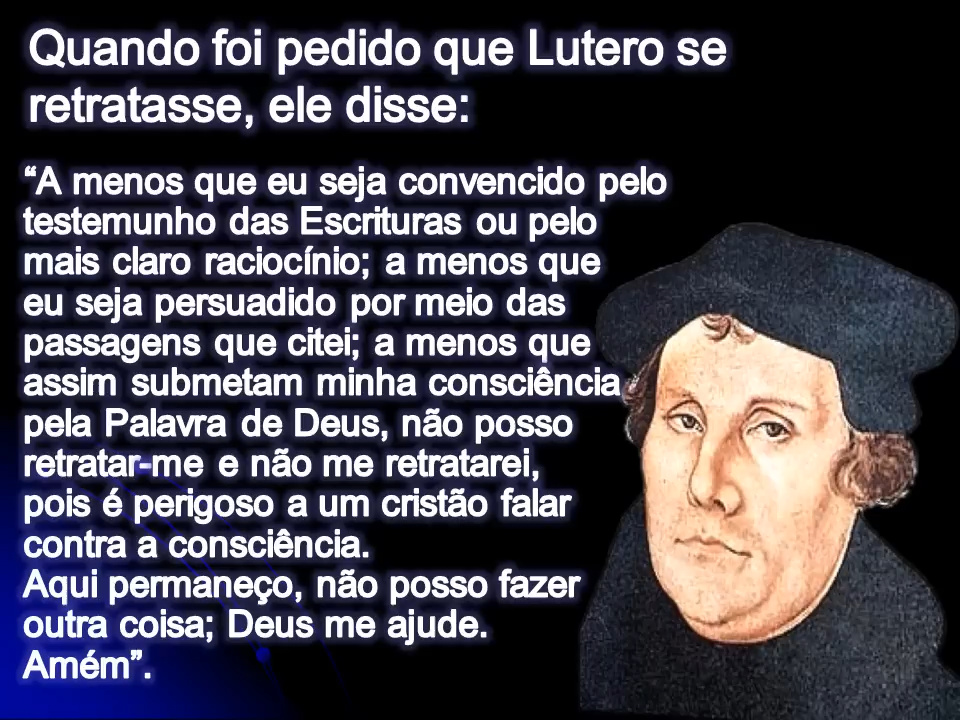 Quando foi pedido que Lutero se
retratasse, ele disse:
“A menos que eu seja convencido pelo
testemunho das Escrituras ou pelo
mais claro raciocínio; a menos que
eu seja persuadido por meio das
passagens que citei; a menos que
assim submetam minha consciência
pela Palavra de Deus, não posso
retratar-me e não me retratarei,
pois é perigoso a um cristão falar
contra a consciência.
Aqui permaneço, não posso fazer
outra coisa; Deus me ajude.
Amém”.